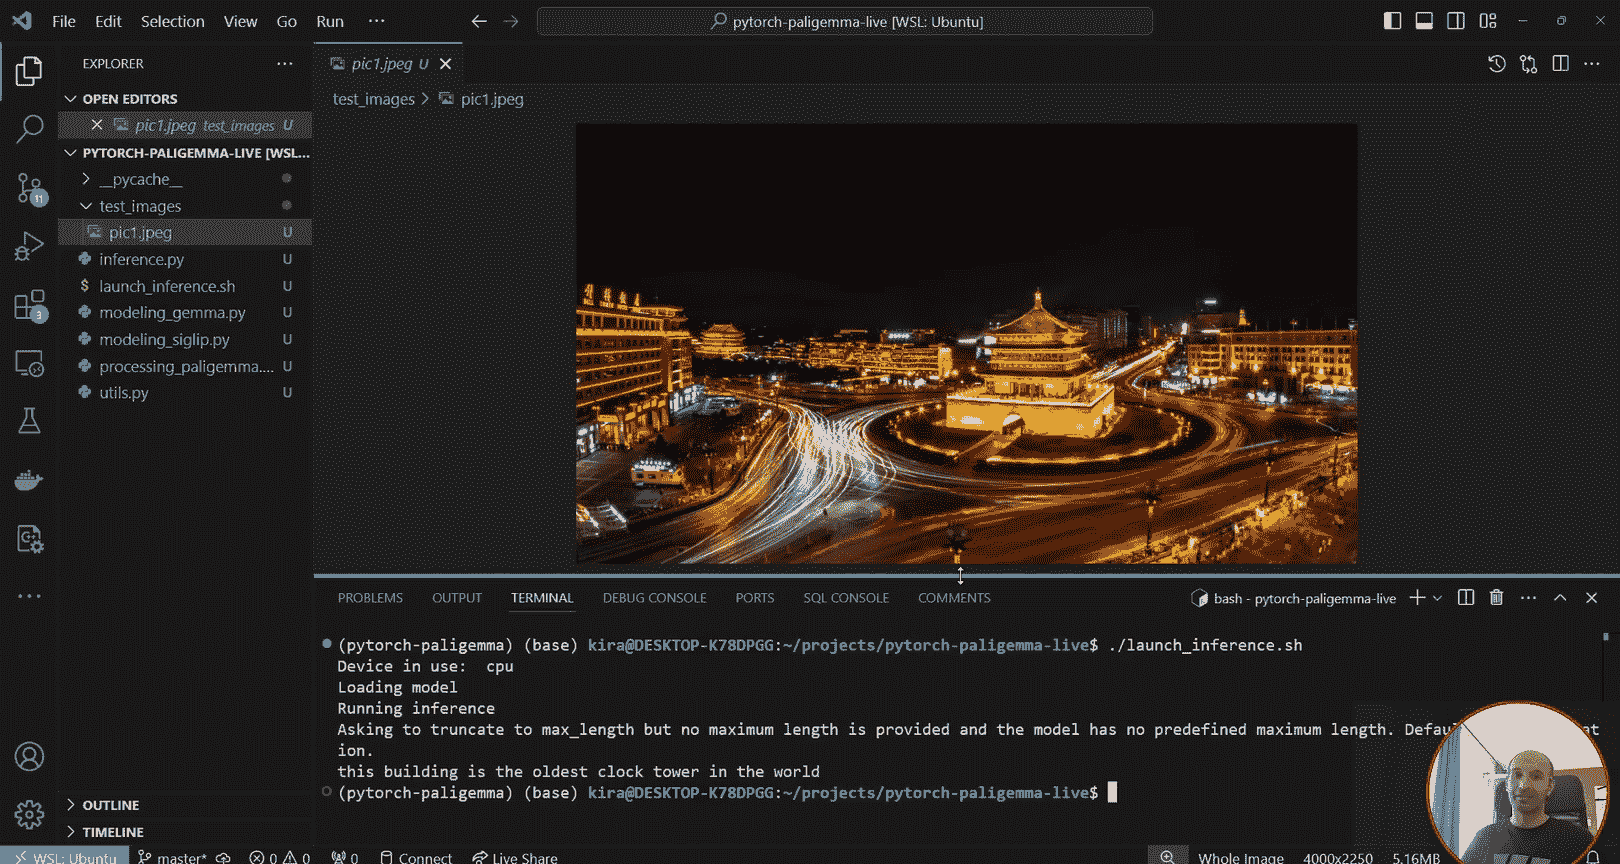 File Edit Selection View Go Run ···
pytorch-paligemma-live [WSL: Ubuntu]
EXPLORER ···
OPEN EDITORS
pic1.jpeg test_images U
PYTORCH-PALIGEMMA-LIVE [WSL...
__pycache__
test_images
pic1.jpeg U
inference.py U
$ launch_inference.sh U
modeling_gemma.py U
modeling_siglip.py U
processing_paligemma.... U
utils.py U
OUTLINE
TIMELINE
11
3
pic1.jpeg U
test_images > pic1.jpeg
PROBLEMS OUTPUT TERMINAL DEBUG CONSOLE PORTS SQL CONSOLE COMMENTS
bash - pytorch-paligemma-live
(pytorch-paligemma) (base) kira@DESKTOP-K78DPGG:~/projects/pytorch-paligemma-live$ ./launch_inference.sh
Device in use:  cpu
Loading model
Running inference
Asking to truncate to max_length but no maximum length is provided and the model has no predefined maximum length. Defau at
ion.
this building is the oldest clock tower in the world
(pytorch-paligemma) (base) kira@DESKTOP-K78DPGG:~/projects/pytorch-paligemma-live$
WSL: Ubuntu master* 0 0 0 Connect Live Share Whole Image 4000x2250 5.16MB